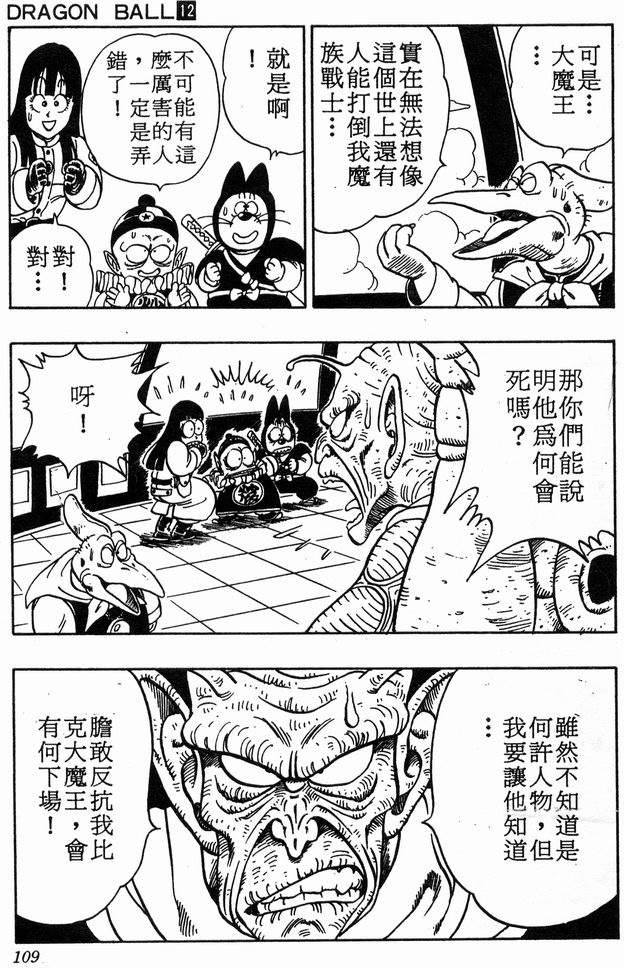 DRAGON BALL 12
可是…
大魔王
…
實在無法想像
這個世上還有
人能打倒我魔
族戰士…
就是啊
！
不可能有這
麼厲害的人
，一定是弄
錯了！
對！
對…
那你們能說
明他爲何會
死嗎？
呀！
雖然不知道是
何許人物，但
我要讓他知道
…
膽敢反抗我比
克大魔王，會
有何下場！
109